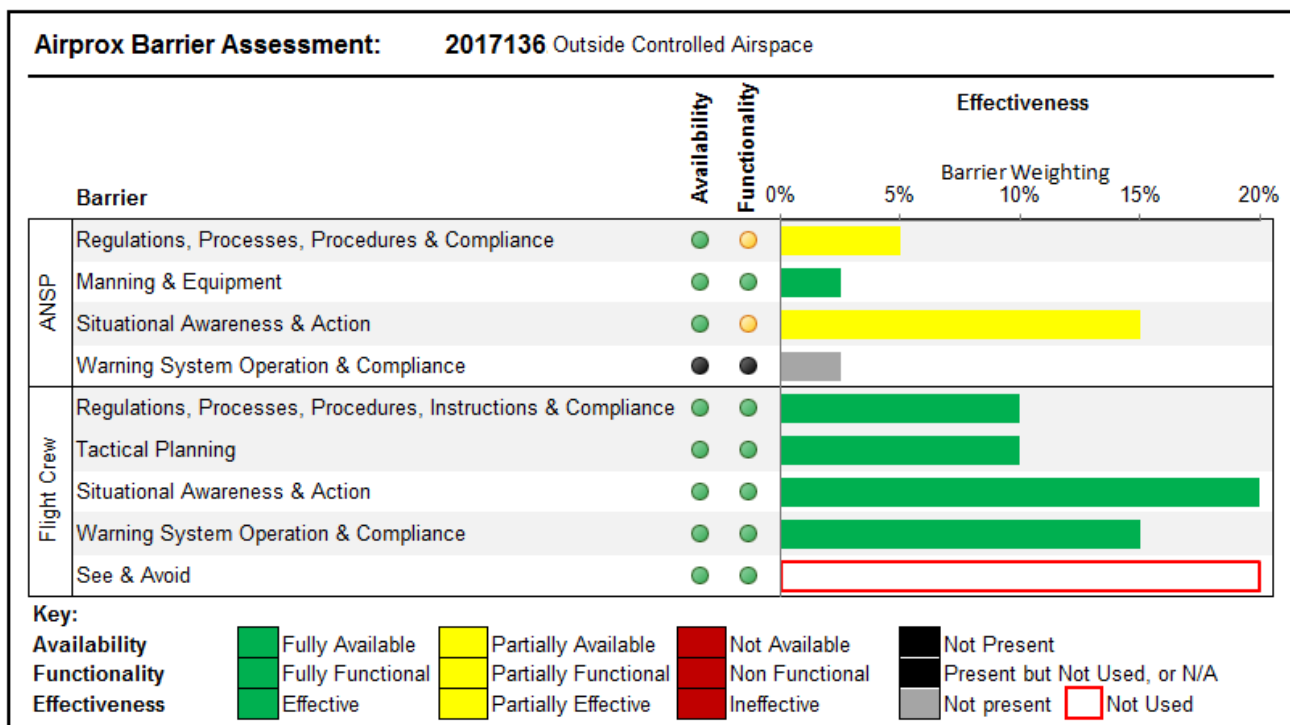 Airprox Barrier Assessment: 2017136 Outside Controlled Airspace
Availability
Functionality
Effectiveness
Barrier Weighting
Barrier
0% 5% 10% 15% 20%
ANSP
Regulations, Processes, Procedures & Compliance
Manning & Equipment
Situational Awareness & Action
Warning System Operation & Compliance
Flight Crew
Regulations, Processes, Procedures, Instructions & Compliance
Tactical Planning
Situational Awareness & Action
Warning System Operation & Compliance
See & Avoid
Key:
Availability Fully Available Partially Available Not Available Not Present
Functionality Fully Functional Partially Functional Non Functional Present but Not Used, or N/A
Effectiveness Effective Partially Effective Ineffective Not present Not Used